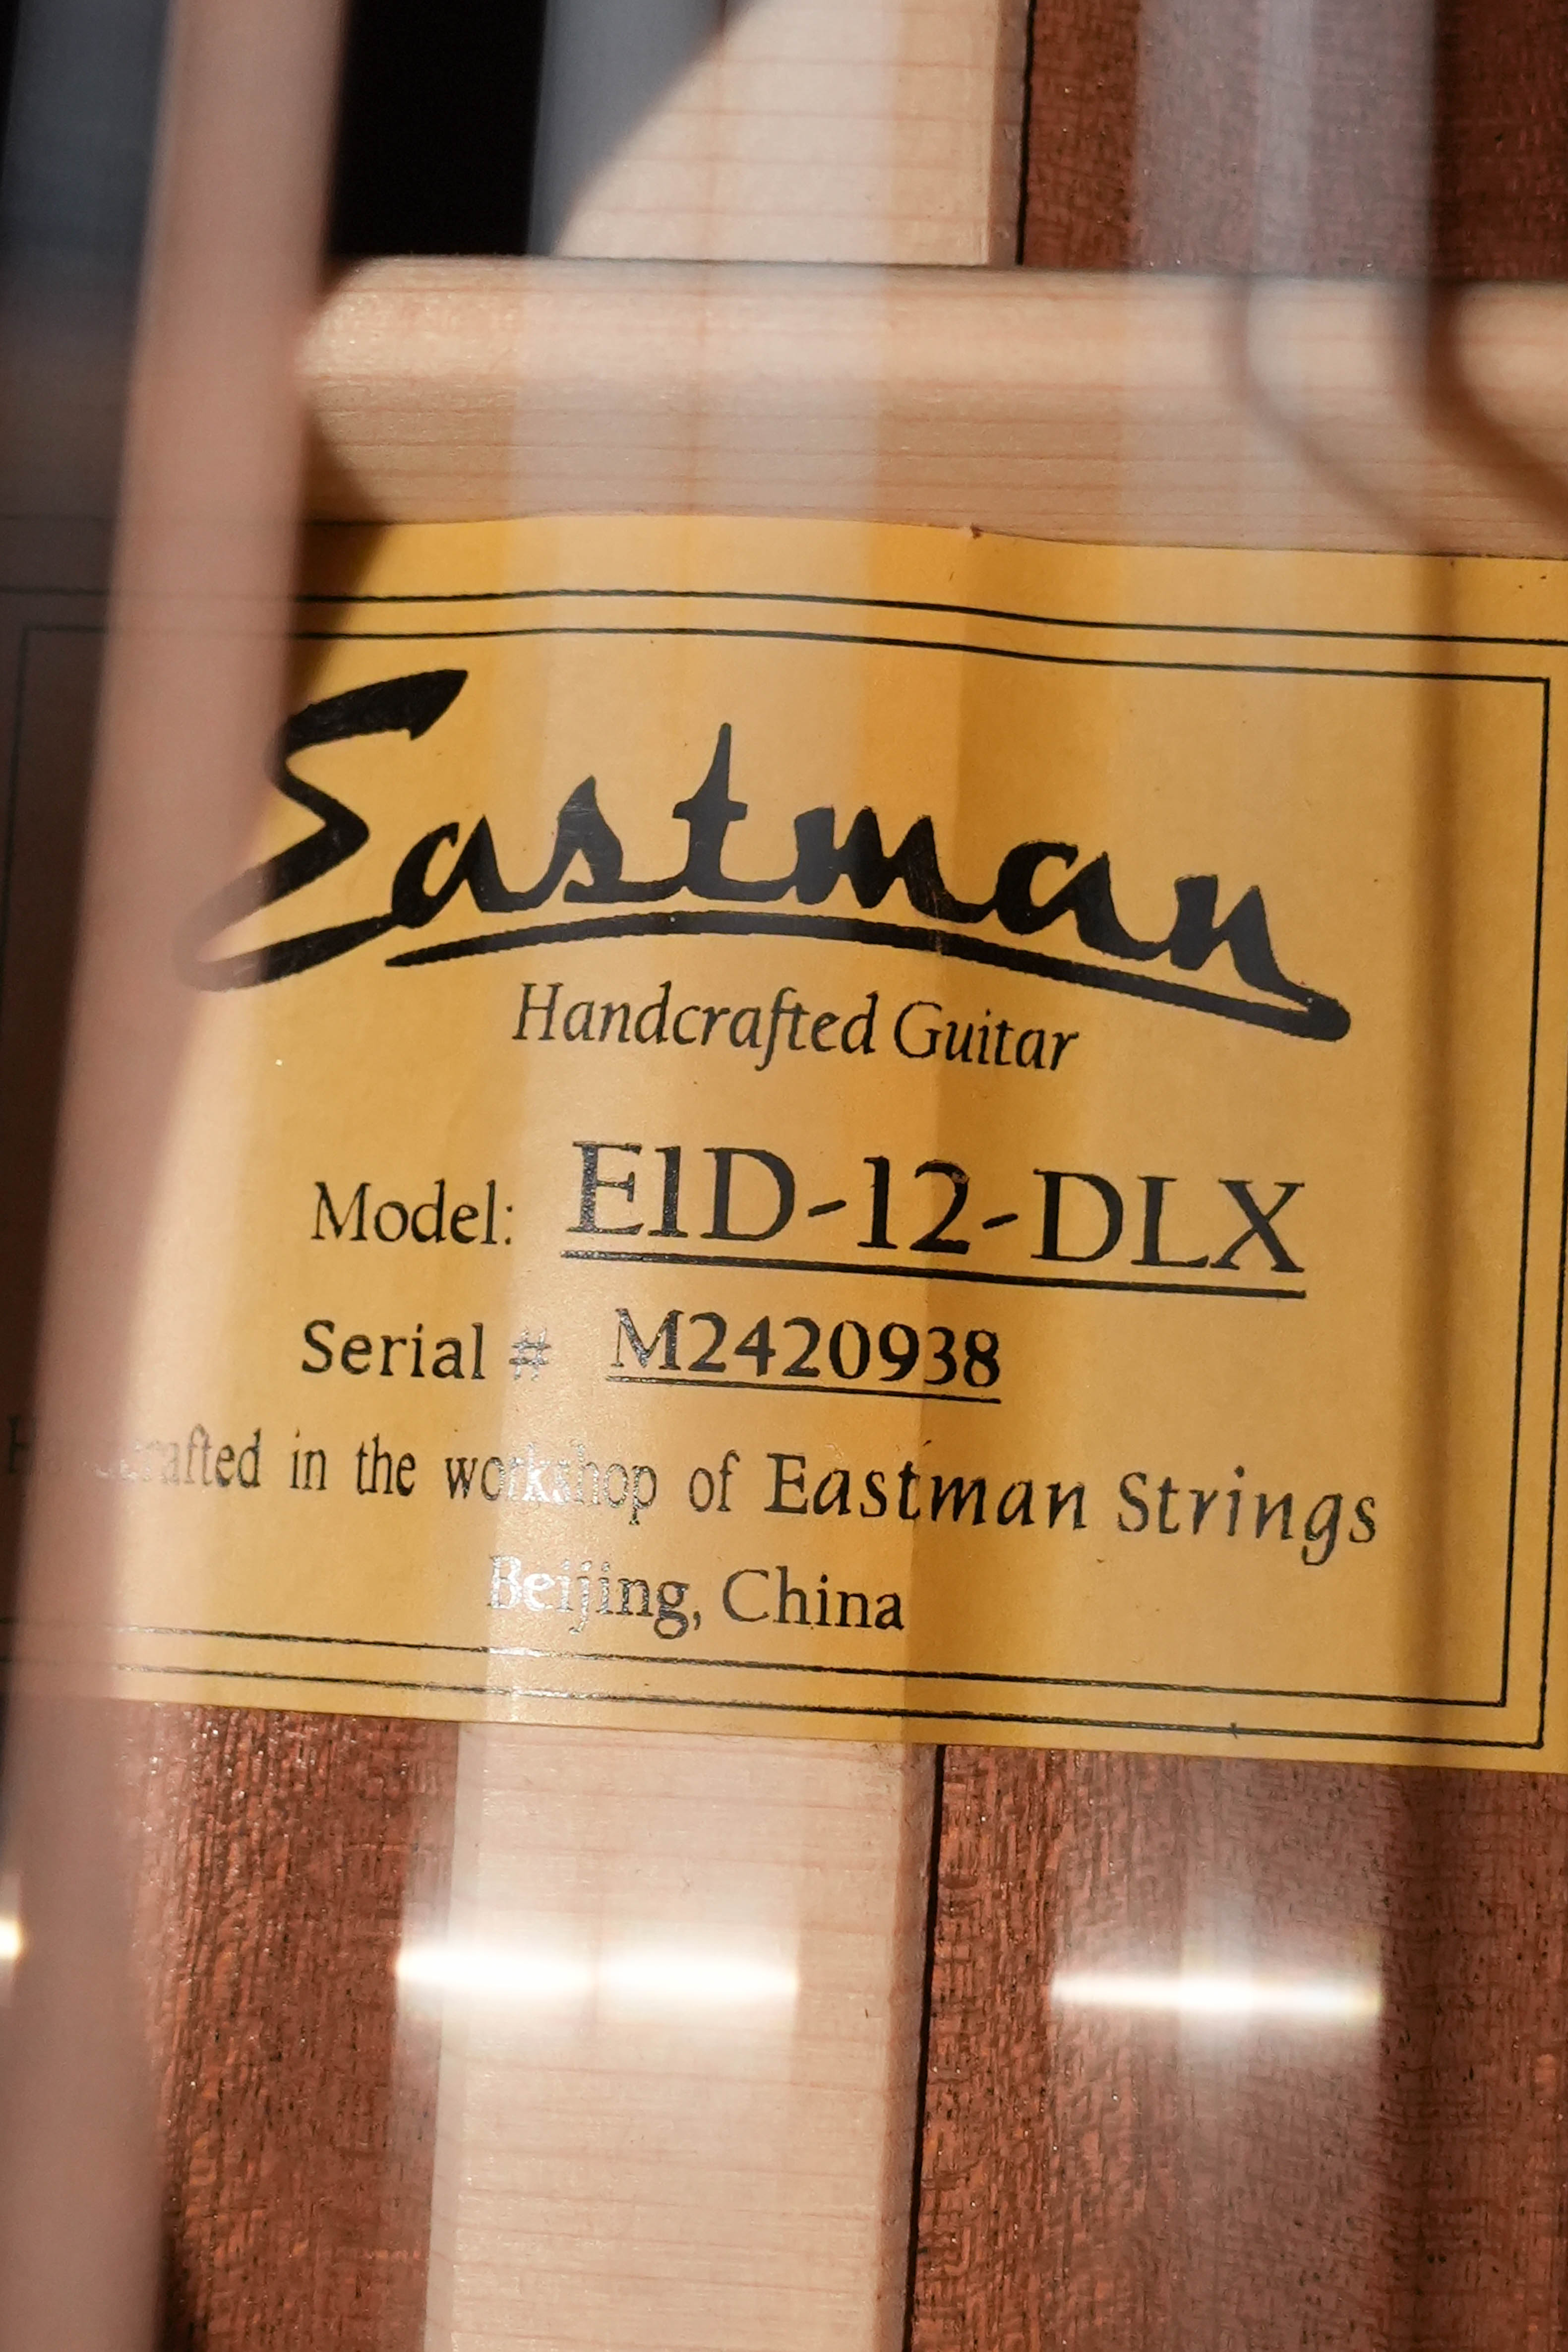 Eastman
Handcrafted Guitar
Model: E1D-12-DLX
Serial # M2420938
in the workshop of Eastman Strings
Beijing, China